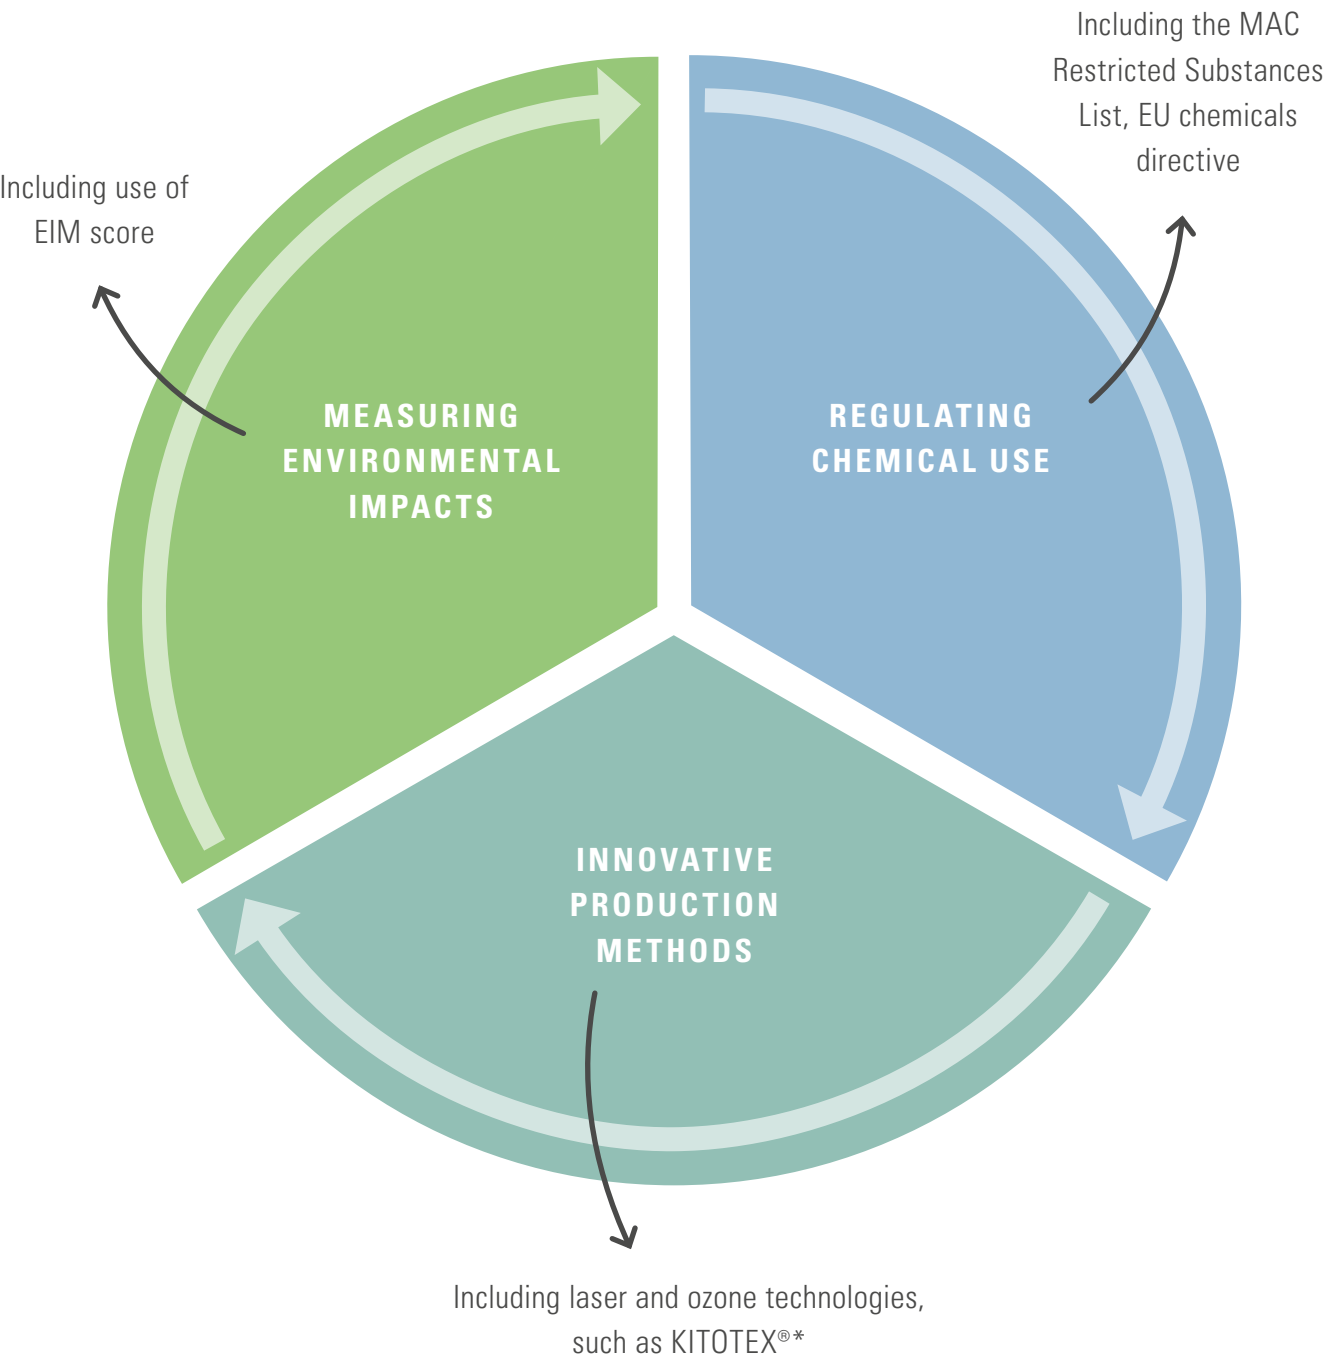 Including the MAC
Restricted Substances
List, EU chemicals
directive
Including use of
EIM score
MEASURING
ENVIRONMENTAL
IMPACTS
REGULATING
CHEMICAL USE
INNOVATIVE
PRODUCTION
METHODS
Including laser and ozone technologies,
such as KITOTEX®*